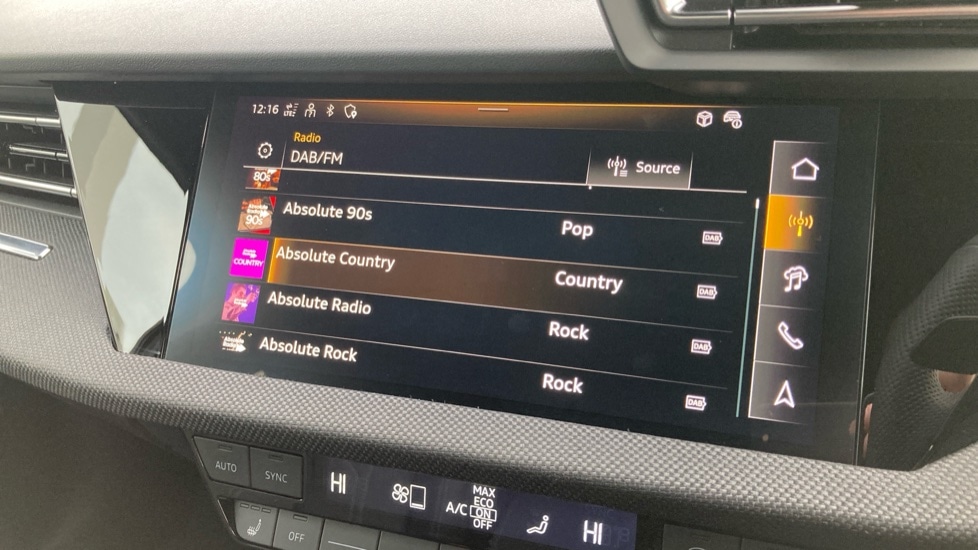 12:16 LTE
Radio
DAB/FM
Source
80s
90s
Absolute 90s Pop DAB
COUNTRY
Absolute Country Country DAB
Absolute Radio Rock DAB
Absolute Rock Rock DAB
AUTO
SYNC
HI
A/C
MAX
ECO
ON
OFF
HI
OFF